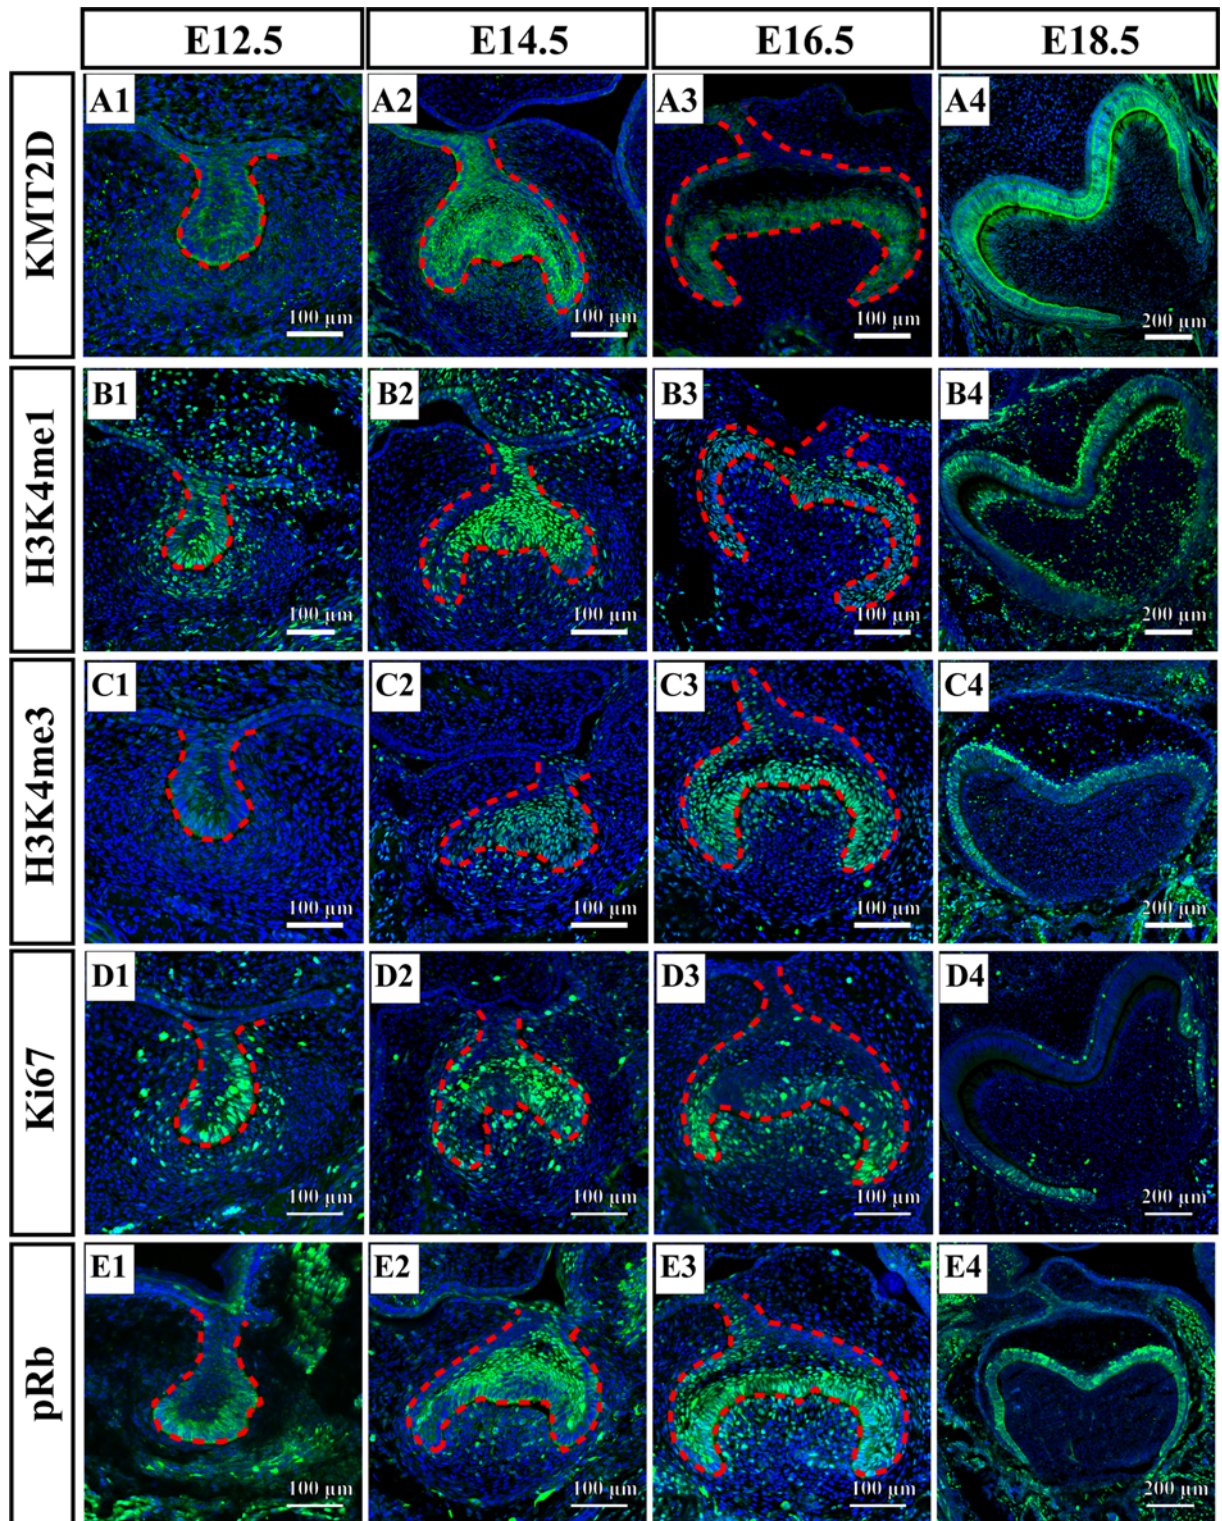 E12.5 E14.5 E16.5 E18.5
KMT2D
A1 A2 A3 A4
100 µm 100 µm 100 µm 200 µm
H3K4me1
B1 B2 B3 B4
100 µm 100 µm 100 µm 200 µm
H3K4me3
C1 C2 C3 C4
100 µm 100 µm 100 µm 200 µm
Ki67
D1 D2 D3 D4
100 µm 100 µm 100 µm 200 µm
pRb
E1 E2 E3 E4
100 µm 100 µm 100 µm 200 µm